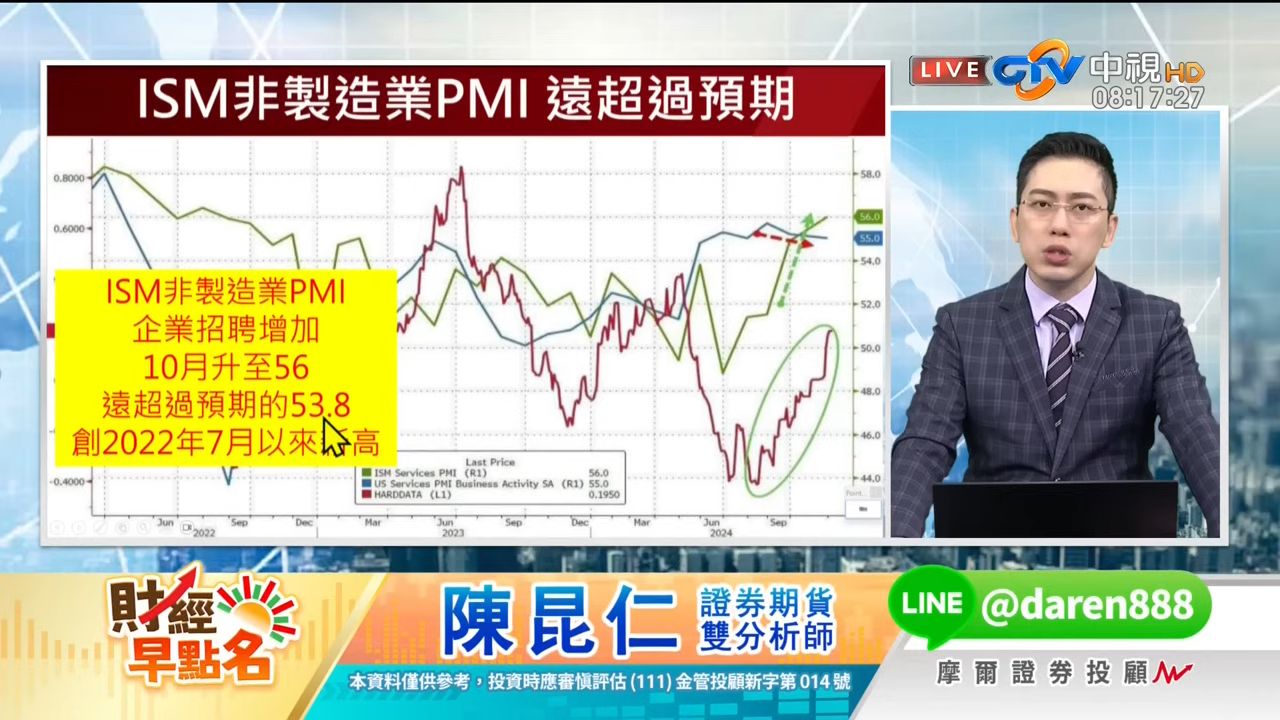 ISM非製造業PMI 遠超過預期
LIVE CTV 中視HD
08:17:27
0.8000
0.6000
-0.4000
58.0
56.0
55.0
54.0
52.0
50.0
48.0
46.0
44.0
ISM非製造業PMI
企業招聘增加
10月升至56
遠超過預期的53.8
創2022年7月以來高
Last Price
ISM Services PMI (R1) 56.0
US Services PMI Business Activity SA (R1) 55.0
HARDDATA (L1) 0.1950
Jun Sep Dec Mar Jun Sep Dec Mar Jun Sep
2022 2023 2024
財經
早點名
陳昆仁
證券期貨
雙分析師
LINE @daren888
摩爾證券投顧
本資料僅供參考，投資時應審慎評估 (111) 金管投顧新字第 014 號